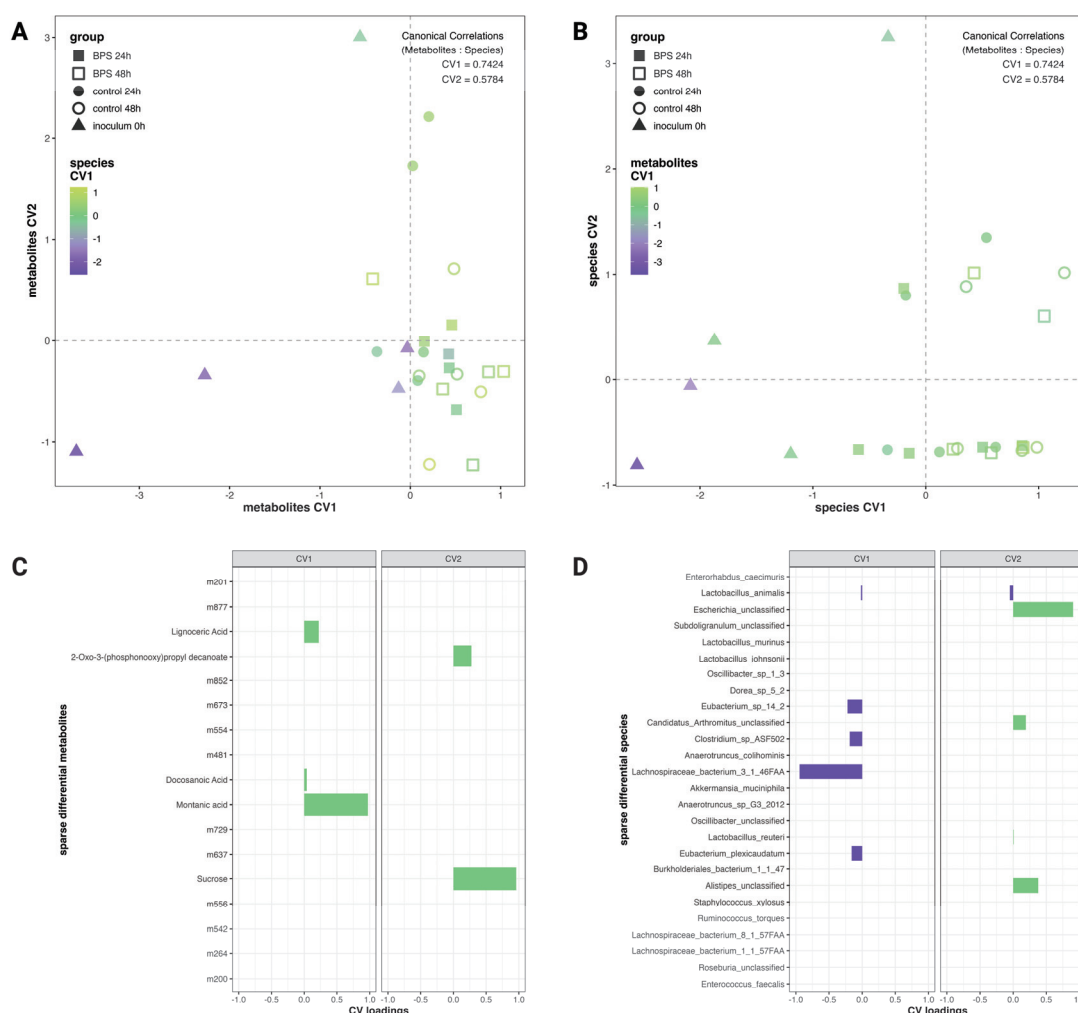 A
group
BPS 24h
BPS 48h
control 24h
control 48h
inoculum 0h
species
CV1
1
0
-1
-2
Canonical Correlations
(Metabolites : Species)
CV1 = 0.7424
CV2 = 0.5784
metabolites CV2
3
2
1
0
-1
-3
-2
-1
0
1
metabolites CV1
B
group
BPS 24h
BPS 48h
control 24h
control 48h
inoculum 0h
metabolites
CV1
1
0
-1
-2
-3
Canonical Correlations
(Metabolites : Species)
CV1 = 0.7424
CV2 = 0.5784
species CV2
3
2
1
0
-1
-2
-1
0
1
species CV1
C
CV1
CV2
sparse differential metabolites
m201
m877
Lignoceric Acid
2-Oxo-3-(phosphonooxy)propyl decanoate
m852
m673
m554
m481
Docosanoic Acid
Montanic acid
m729
m637
Sucrose
m556
m542
m264
m200
-1.0 -0.5 0.0 0.5 1.0 -1.0 -0.5 0.0 0.5 1.0
CV loadings
D
CV1
CV2
sparse differential species
Enterorhabdus_caecimuris
Lactobacillus_animalis
Escherichia_unclassified
Subdoligranulum_unclassified
Lactobacillus_murinus
Lactobacillus_johnsonii
Oscillibacter_sp_1_3
Dorea_sp_5_2
Eubacterium_sp_14_2
Candidatus_Arthromitus_unclassified
Clostridium_sp_ASF502
Anaerotruncus_colihominis
Lachnospiraceae_bacterium_3_1_46FAA
Akkermansia_muciniphila
Anaerotruncus_sp_G3_2012
Oscillibacter_unclassified
Lactobacillus_reuteri
Eubacterium_plexicaudatum
Burkholderiales_bacterium_1_1_47
Alistipes_unclassified
Staphylococcus_xylosus
Ruminococcus_torques
Lachnospiraceae_bacterium_8_1_57FAA
Lachnospiraceae_bacterium_1_1_57FAA
Roseburia_unclassified
Enterococcus_faecalis
-1.0 -0.5 0.0 0.5 1.0 -1.0 -0.5 0.0 0.5 1
CV loadings